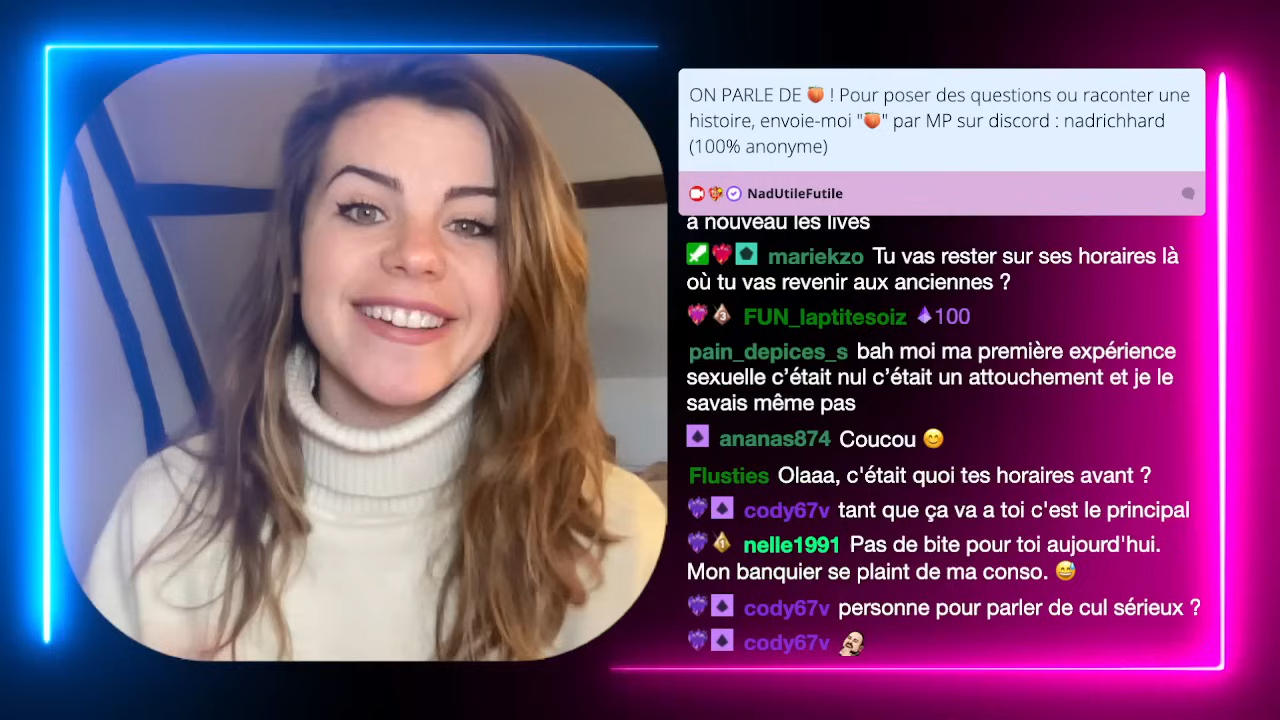 ON PARLE DE 🍑 ! Pour poser des questions ou raconter une
histoire, envoie-moi "🍑" par MP sur discord : nadrichhard
(100% anonyme)
NadUtileFutile
à nouveau les lives
mariekzo Tu vas rester sur ses horaires là
où tu vas revenir aux anciennes ?
FUN_laptitesoiz 100
pain_depices_s bah moi ma première expérience
sexuelle c’était nul c’était un attouchement et je le
savais même pas
ananas874 Coucou 😊
Flusties Olaaa, c'était quoi tes horaires avant ?
cody67v tant que ça va a toi c'est le principal
nelle1991 Pas de bite pour toi aujourd'hui.
Mon banquier se plaint de ma conso. 😅
cody67v personne pour parler de cul sérieux ?
cody67v